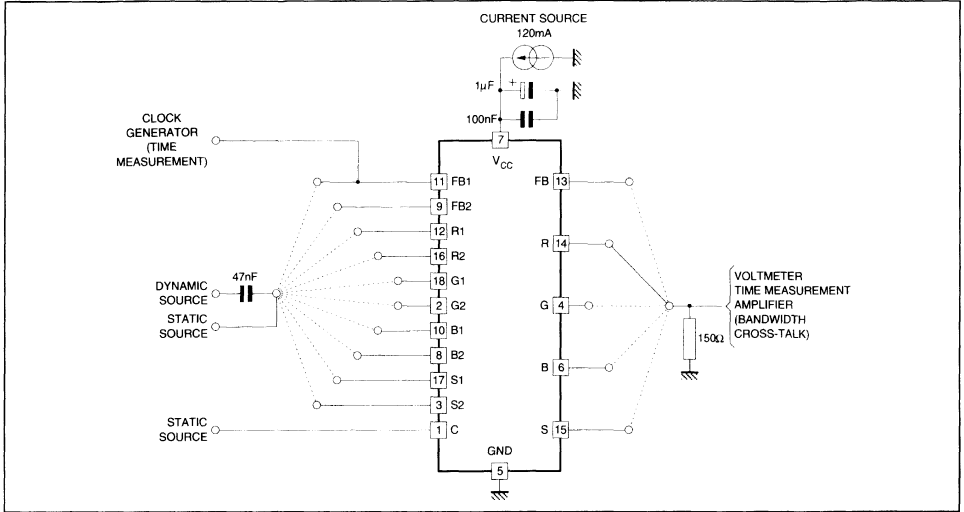 CURRENT SOURCE
120mA
1µF
+
100nF
7
V_CC
CLOCK
GENERATOR
(TIME
MEASUREMENT)
11 FB1
9 FB2
12 R1
16 R2
18 G1
2 G2
10 B1
8 B2
17 S1
3 S2
1 C
FB 13
R 14
G 4
B 6
S 15
GND
5
47nF
DYNAMIC
SOURCE
STATIC
SOURCE
STATIC
SOURCE
150Ω
VOLTMETER
TIME MEASUREMENT
AMPLIFIER
(BANDWIDTH
CROSS-TALK)